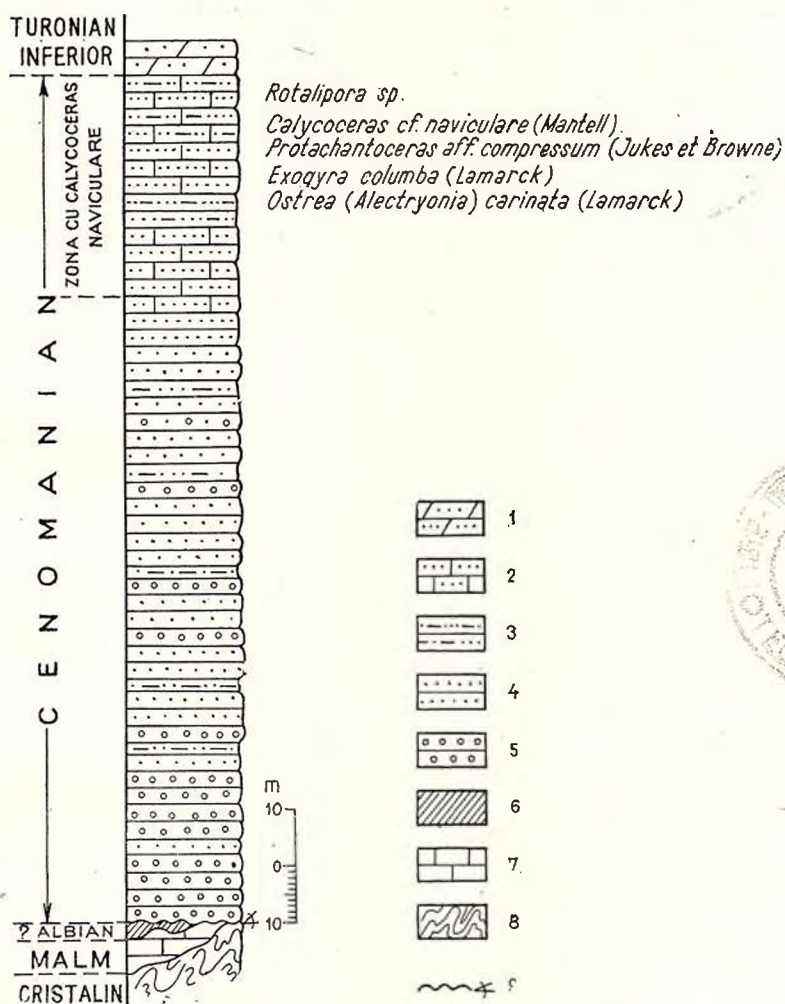 TURONIAN
INFERIOR
ZONA CU CALYCOCERAS
NAVICULARE
CENOMANIAN
? ALBIAN
MALM
CRISTALIN
Rotalipora sp.
Calycoceras cf. naviculare (Mantell)
Protachantoceras aff. compressum (Jukes et Browne)
Exogyra columba (Lamarck)
Ostrea (Alectryonia) carinata (Lamarck)
m
10
0
10
1
2
3
4
5
6
7
8